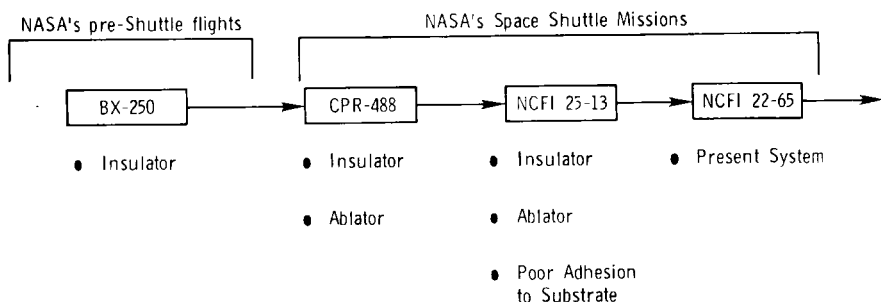 NASA's pre-Shuttle flights
NASA's Space Shuttle Missions
BX-250
CPR-488
NCFI 25-13
NCFI 22-65
• Insulator
• Insulator
• Ablator
• Insulator
• Ablator
• Poor Adhesion
to Substrate
• Present System